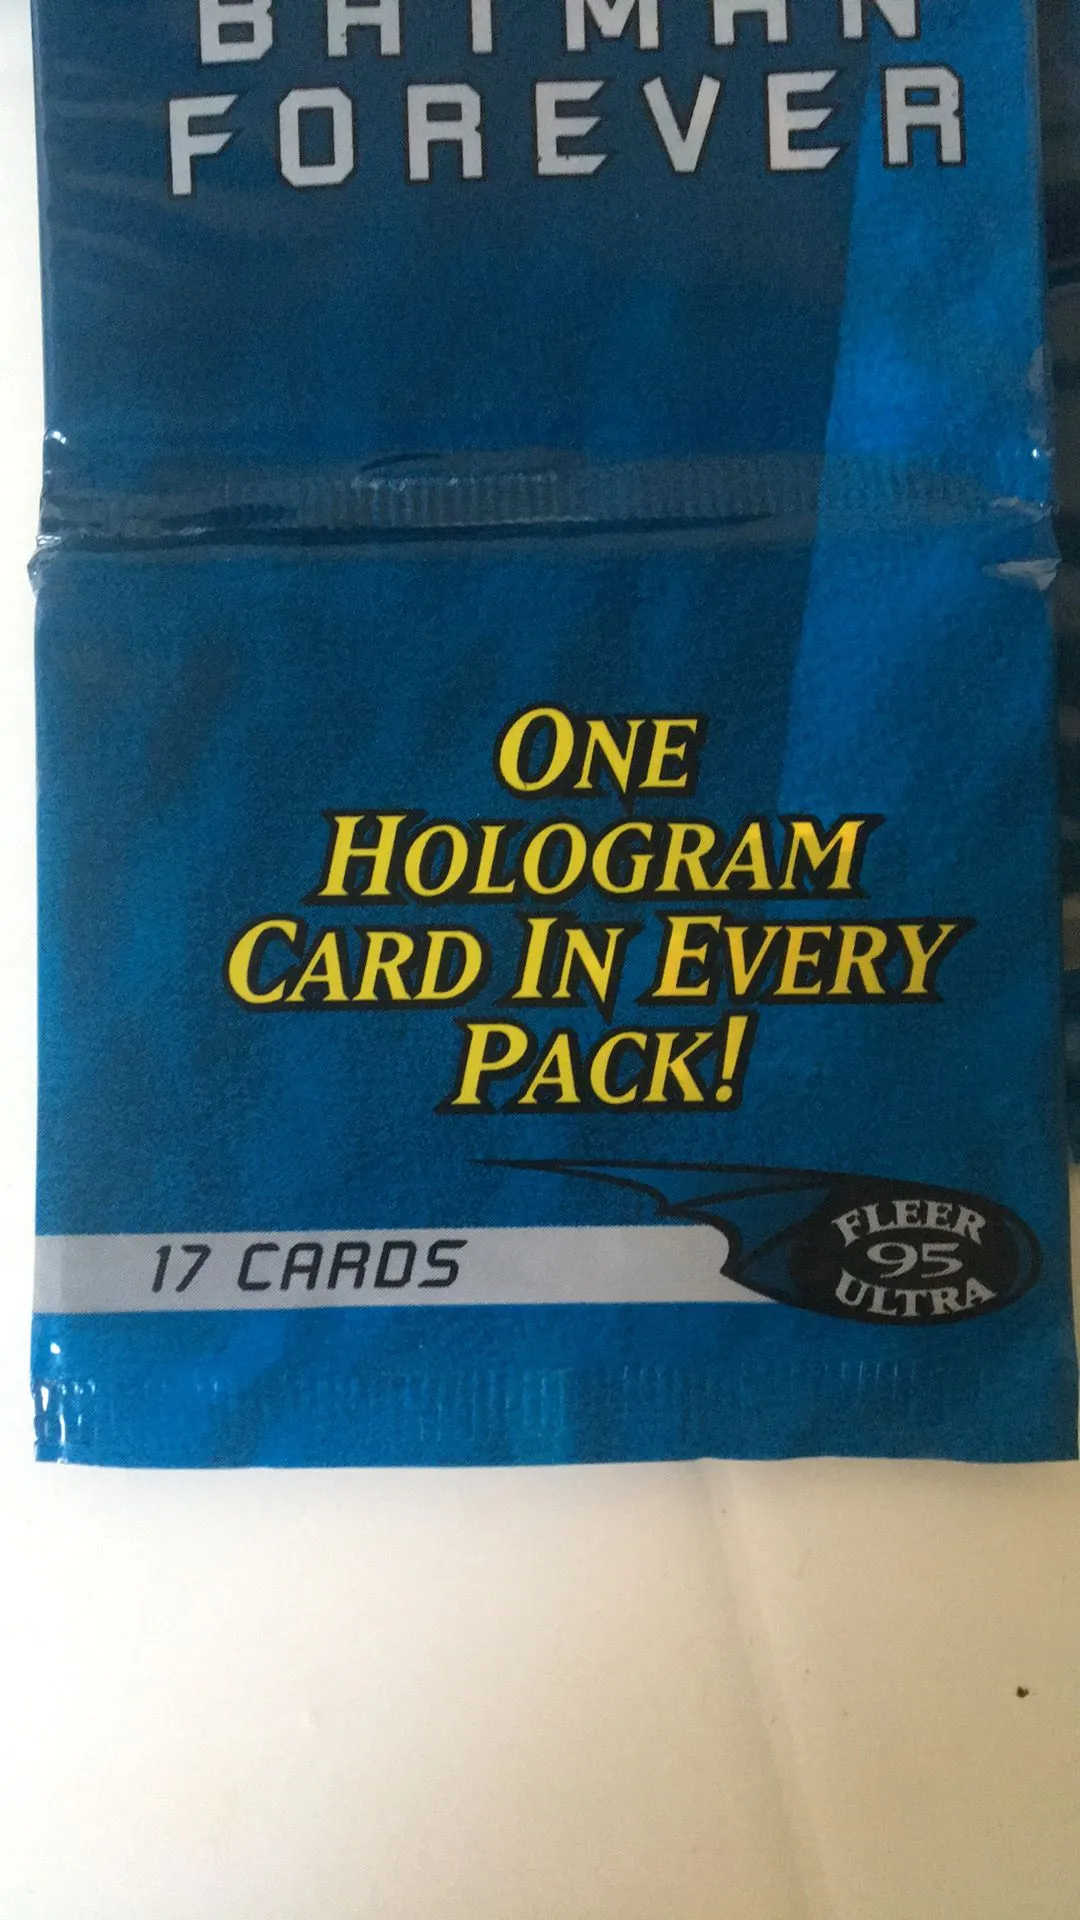 BATMAN
FOREVER
ONE
HOLOGRAM
CARD IN EVERY
PACK!
17 CARDS
FLEER
95
ULTRA